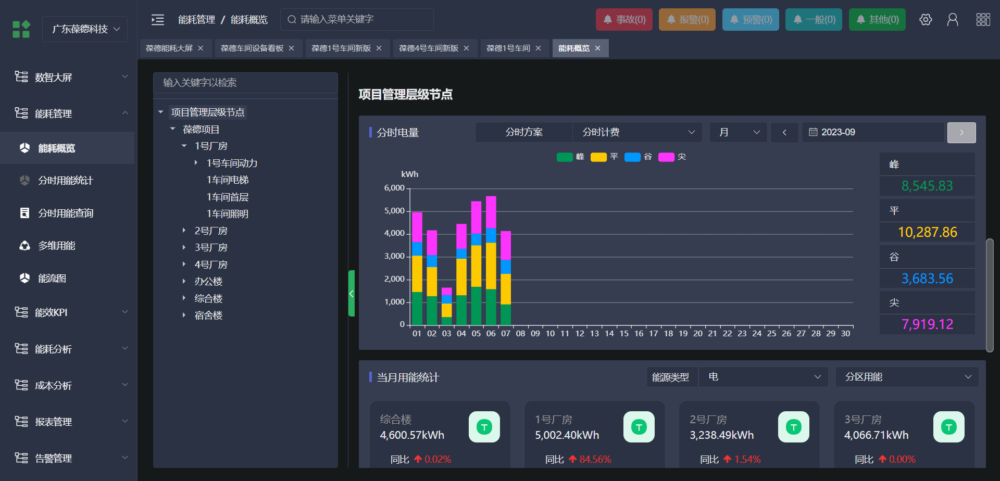 广东葆德科技
能耗管理 / 能耗概览
请输入菜单关键字
事故(0)
报警(0)
预警(0)
一般(0)
其他(0)
葆德能耗大屏
葆德车间设备看板
葆德1号车间新版
葆德4号车间新版
葆德1号车间
能耗概览
数智大屏
能耗管理
能耗概览
分时用能统计
分时用能查询
多维用能
能流图
能效KPI
能耗分析
成本分析
报表管理
告警管理
输入关键字以检索
项目管理层级节点
葆德项目
1号厂房
1号车间动力
1车间电梯
1车间首层
1车间照明
2号厂房
3号厂房
4号厂房
办公楼
综合楼
宿舍楼
项目管理层级节点
分时电量
分时方案
分时计费
月
2023-09
峰 平 谷 尖
kWh
6,000
5,000
4,000
3,000
2,000
1,000
0
01 02 03 04 05 06 07 08 09 10 11 12 13 14 15 16 17 18 19 20 21 22 23 24 25 26 27 28 29 30
峰
8,545.83
平
10,287.86
谷
3,683.56
尖
7,919.12
当月用能统计
能源类型
电
分区用能
综合楼
4,600.57kWh
T
同比 0.02%
1号厂房
5,002.40kWh
T
同比 84.56%
2号厂房
3,238.49kWh
T
同比 1.54%
3号厂房
4,066.71kWh
T
同比 0.00%